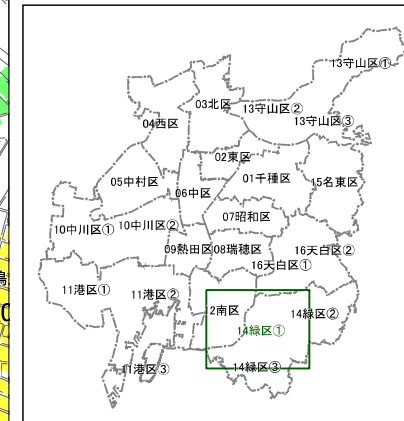 13守山区①
03北区
13守山区②
04西区
13守山区③
02東区
05中村区
01千種区
15名東区
06中区
07昭和区
10中川区①
10中川区②
09熱田区
08瑞穂区
16天白区②
16天白区①
11港区①
11港区②
12南区
14緑区②
14緑区①
11港区③
14緑区③